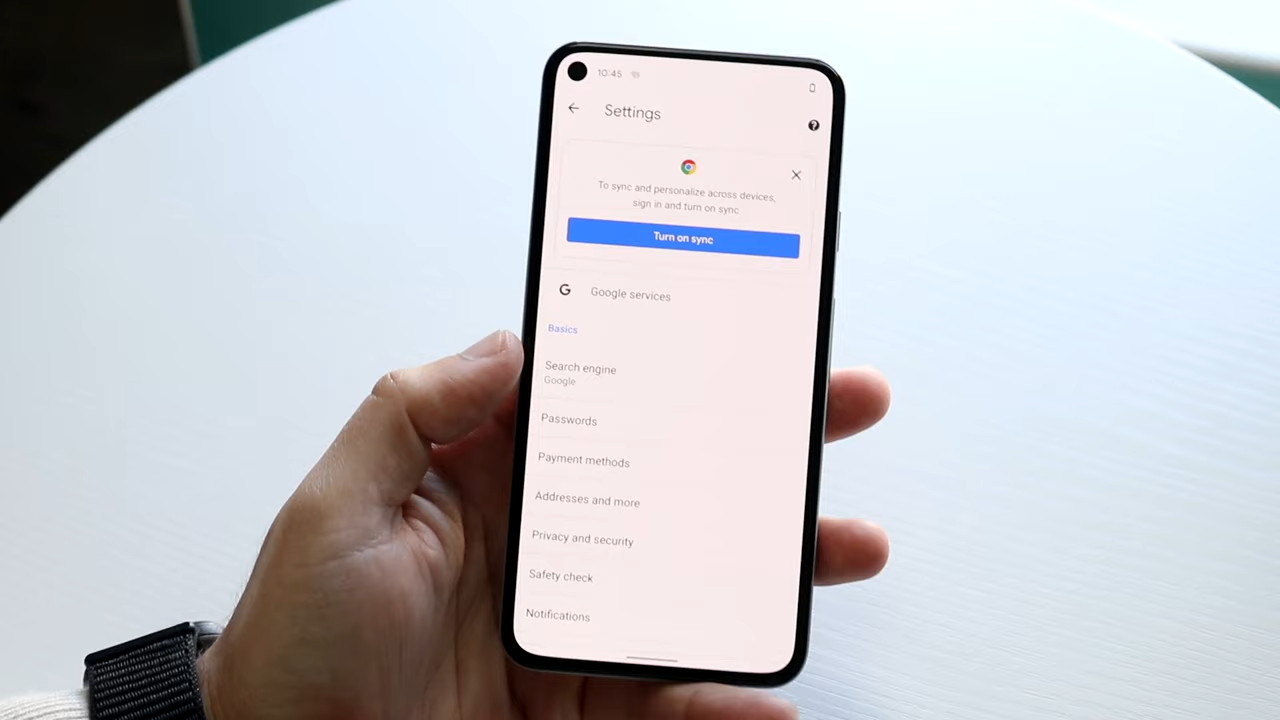 10:45
Settings
To sync and personalize across devices,
sign in and turn on sync
Turn on sync
G Google services
Basics
Search engine
Google
Passwords
Payment methods
Addresses and more
Privacy and security
Safety check
Notifications